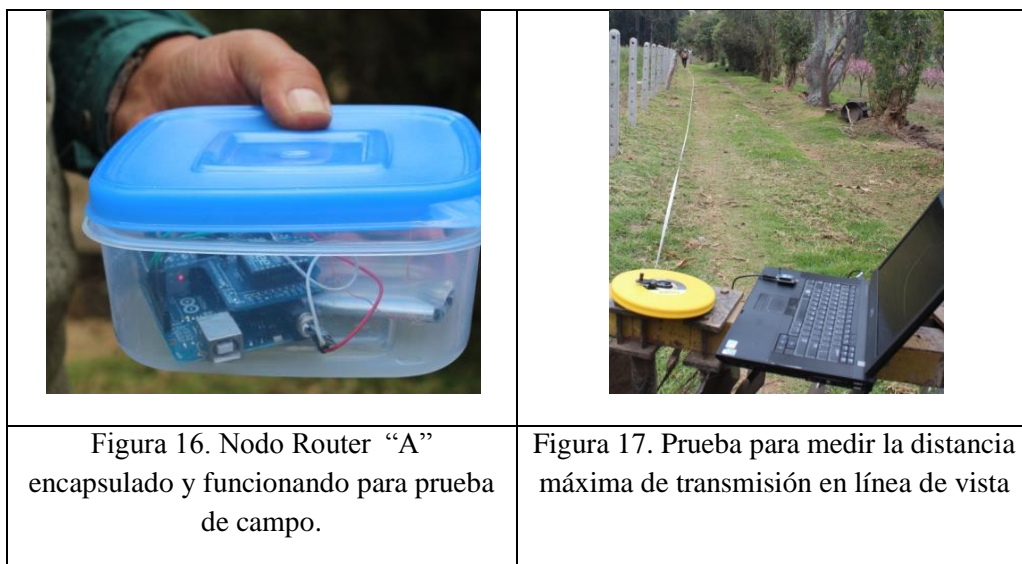 Figura 16. Nodo Router “A”
encapsulado y funcionando para prueba
de campo.
Figura 17. Prueba para medir la distancia
máxima de transmisión en línea de vista